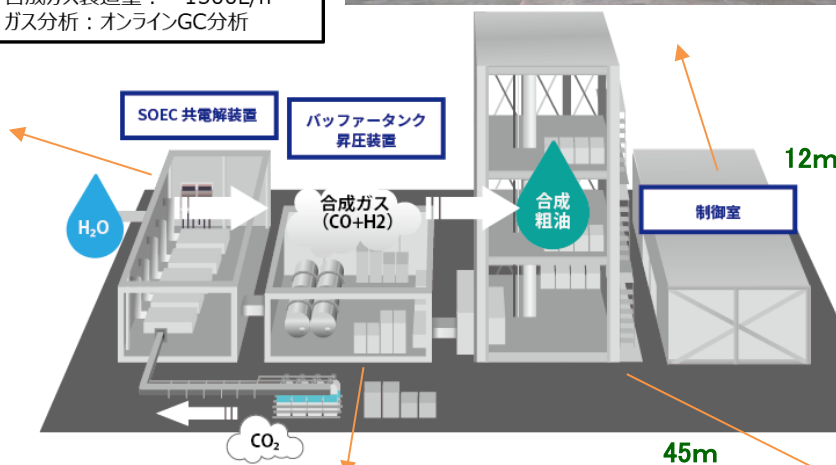 ガス分析：オンラインGC分析
SOEC 共電解装置
バッファータンク
昇圧装置
12m
H₂O
合成ガス
（CO+H2）
合成
粗油
制御室
CO₂
45m